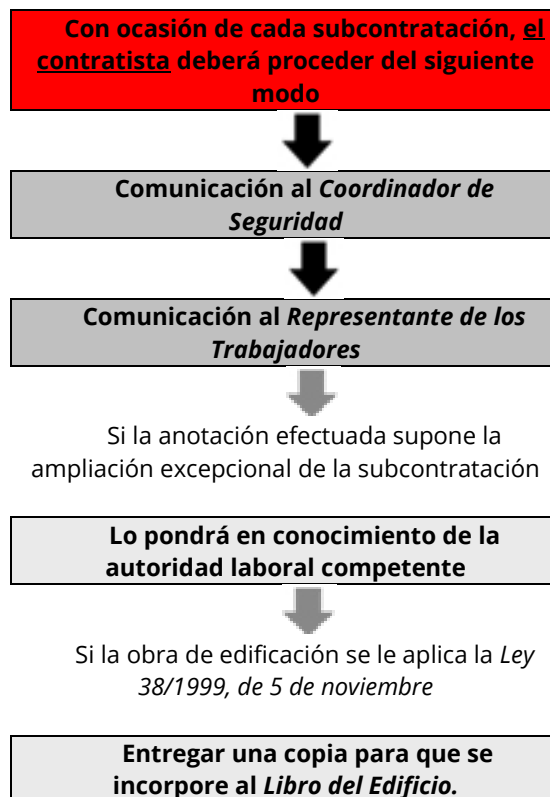 Con ocasión de cada subcontratación, el
contratista deberá proceder del siguiente
modo
Comunicación al Coordinador de
Seguridad
Comunicación al Representante de los
Trabajadores
Si la anotación efectuada supone la
ampliación excepcional de la subcontratación
Lo pondrá en conocimiento de la
autoridad laboral competente
Si la obra de edificación se le aplica la Ley
38/1999, de 5 de noviembre
Entregar una copia para que se
incorpore al Libro del Edificio.